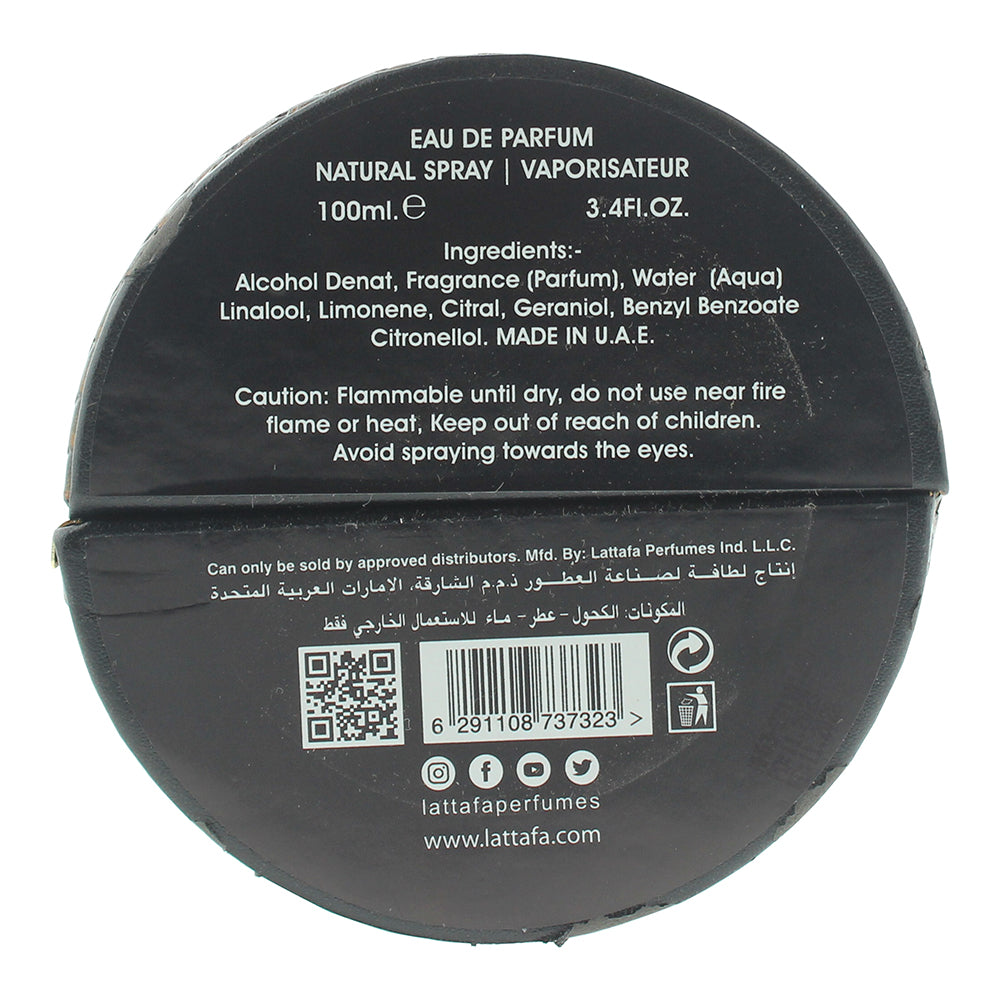 EAU DE PARFUM
NATURAL SPRAY | VAPORISATEUR
100ml.℮ 3.4Fl.OZ.
Ingredients:-
Alcohol Denat, Fragrance (Parfum), Water (Aqua)
Linalool, Limonene, Citral, Geraniol, Benzyl Benzoate
Citronellol. MADE IN U.A.E.
Caution: Flammable until dry, do not use near fire
flame or heat, Keep out of reach of children.
Avoid spraying towards the eyes.
Can only be sold by approved distributors. Mfd. By: Lattafa Perfumes Ind. L.L.C.
إنتاج لطافة لصناعة العطور ذ.م.م الشارقة، الامارات العربية المتحدة
المكونات: الكحول - عطر - ماء للاستعمال الخارجي فقط
6 291108 737323 >
lattafaperfumes
www.lattafa.com